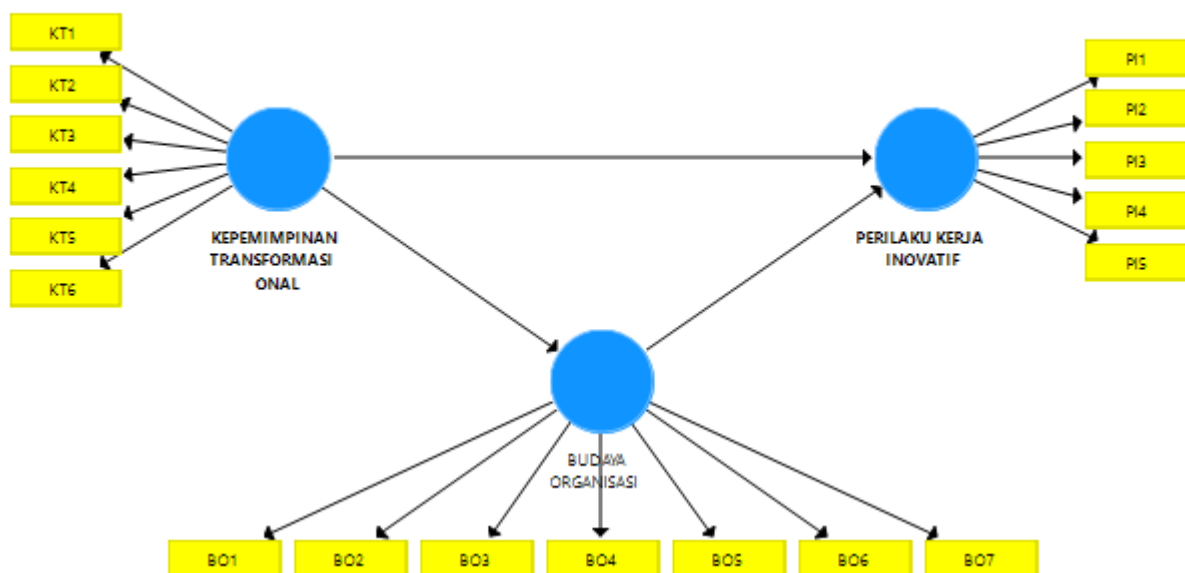 KT1
KT2
KT3
KT4
KT5
KT6
KEPEMIMPINAN
TRANSFORMASI
ONAL
PI1
PI2
PI3
PI4
PI5
PERILAKU KERJA
INOVATIF
BUDAYA
ORGANISASI
BO1
BO2
BO3
BO4
BO5
BO6
BO7